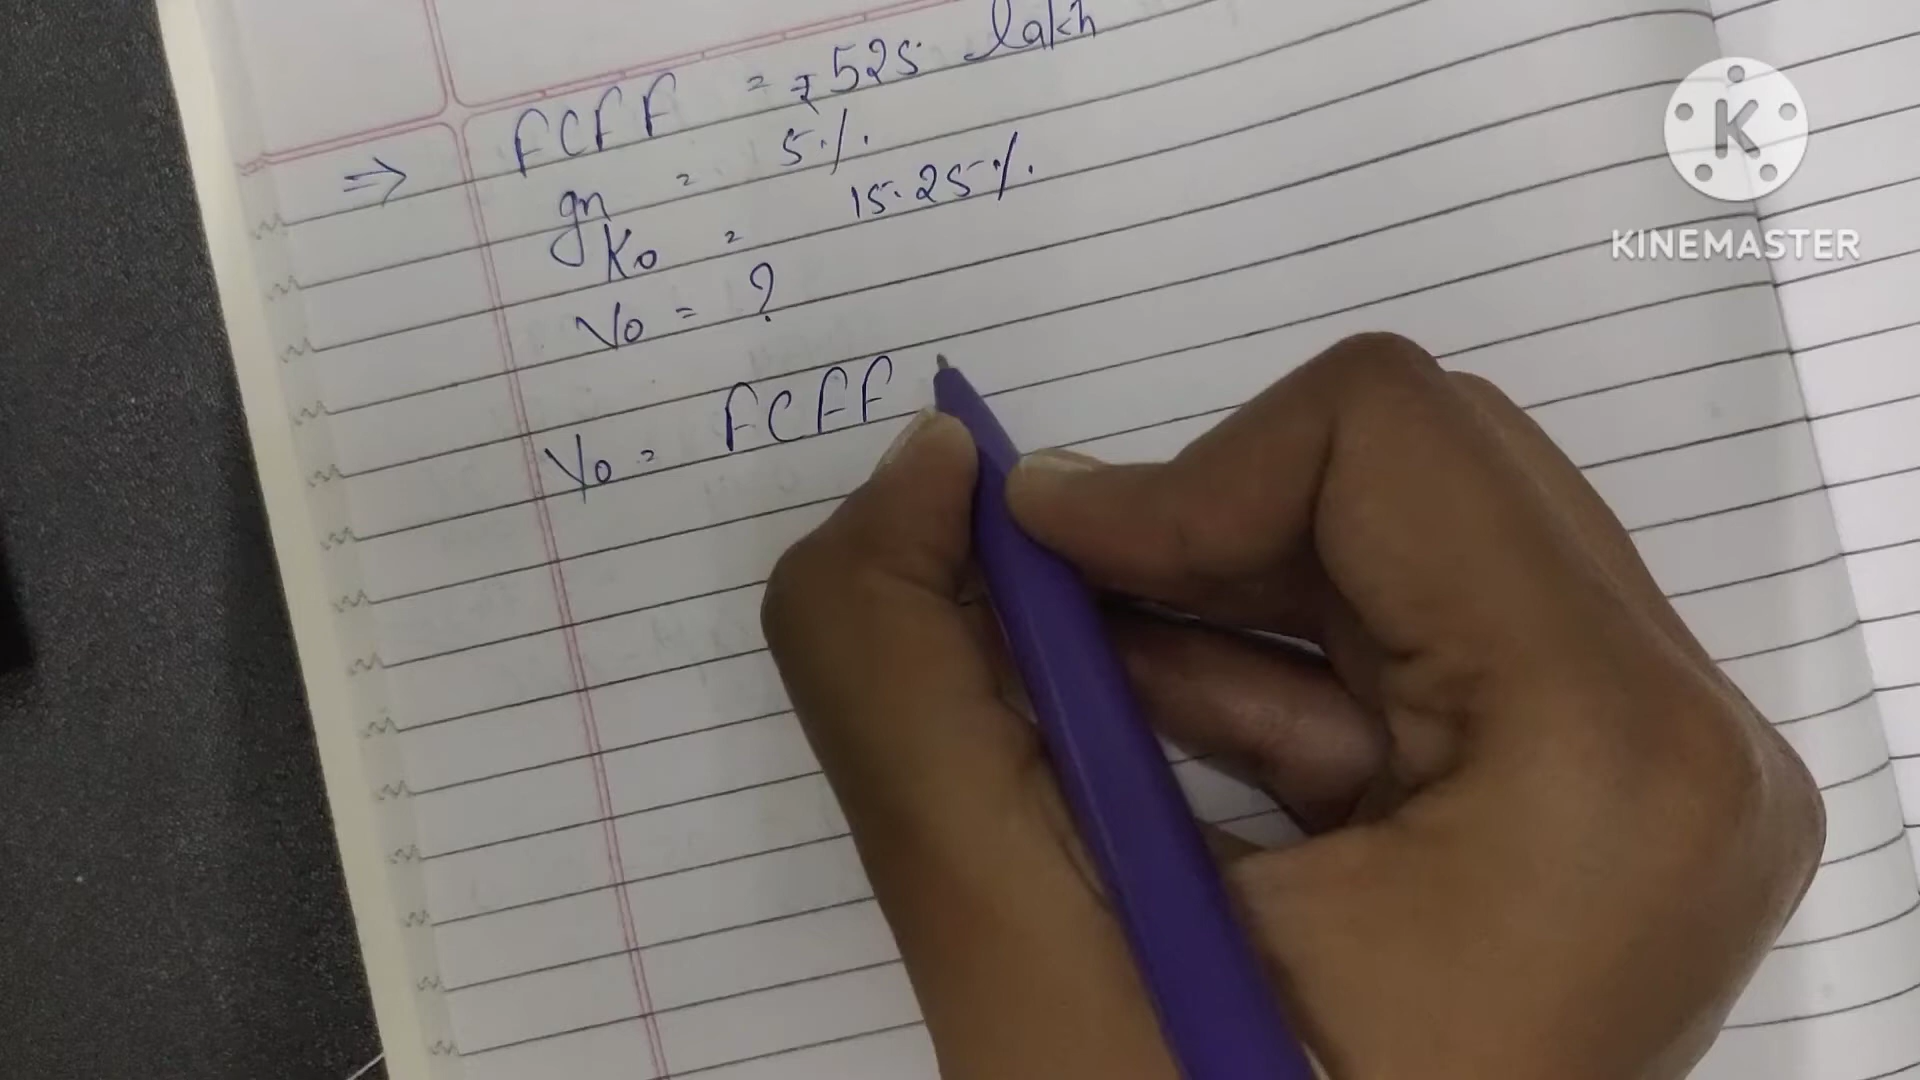 ⇒ FCFF = ₹525 lakh
gn = 5%.
Ko = 15.25%.
Vo = ?
Vo = FCFF
K
KINEMASTER